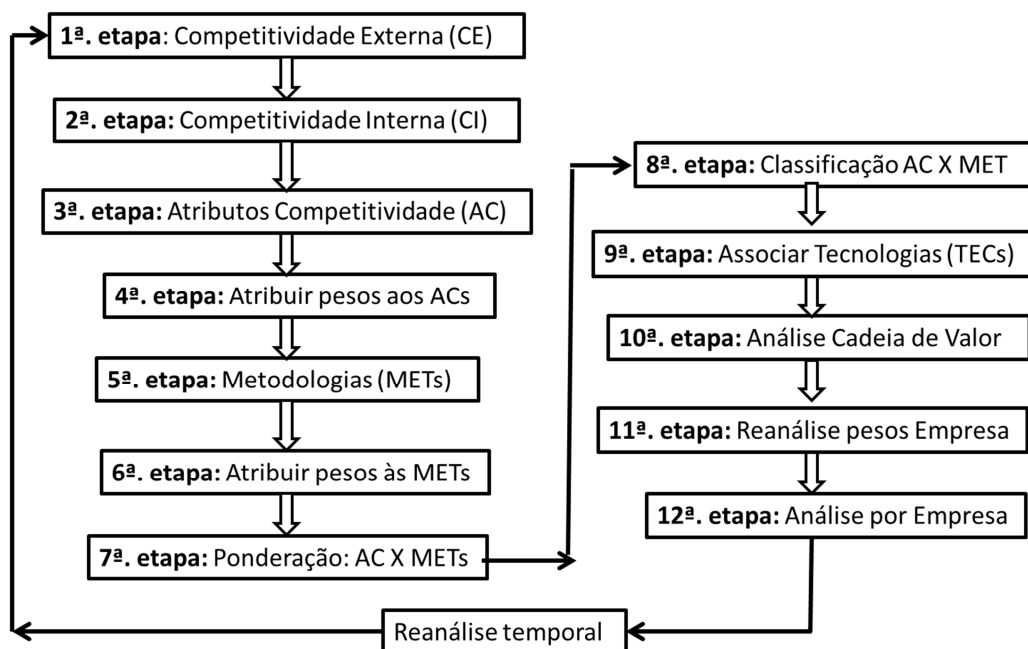 1ª. etapa: Competitividade Externa (CE)
2ª. etapa: Competitividade Interna (CI)
3ª. etapa: Atributos Competitividade (AC)
4ª. etapa: Atribuir pesos aos ACs
5ª. etapa: Metodologias (METs)
6ª. etapa: Atribuir pesos às METs
7ª. etapa: Ponderação: AC X METs
8ª. etapa: Classificação AC X MET
9ª. etapa: Associar Tecnologias (TECs)
10ª. etapa: Análise Cadeia de Valor
11ª. etapa: Reanálise pesos Empresa
12ª. etapa: Análise por Empresa
Reanálise temporal